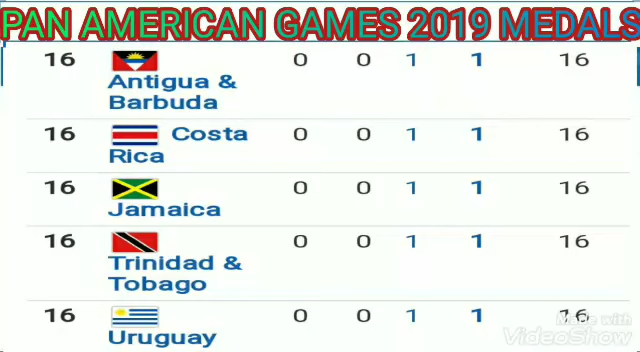 PAN AMERICAN GAMES 2019 MEDALS
16 Antigua & Barbuda 0 0 1 1 16
16 Costa Rica 0 0 1 1 16
16 Jamaica 0 0 1 1 16
16 Trinidad & Tobago 0 0 1 1 16
16 Uruguay 0 0 1 1 16
Made with
VideoShow